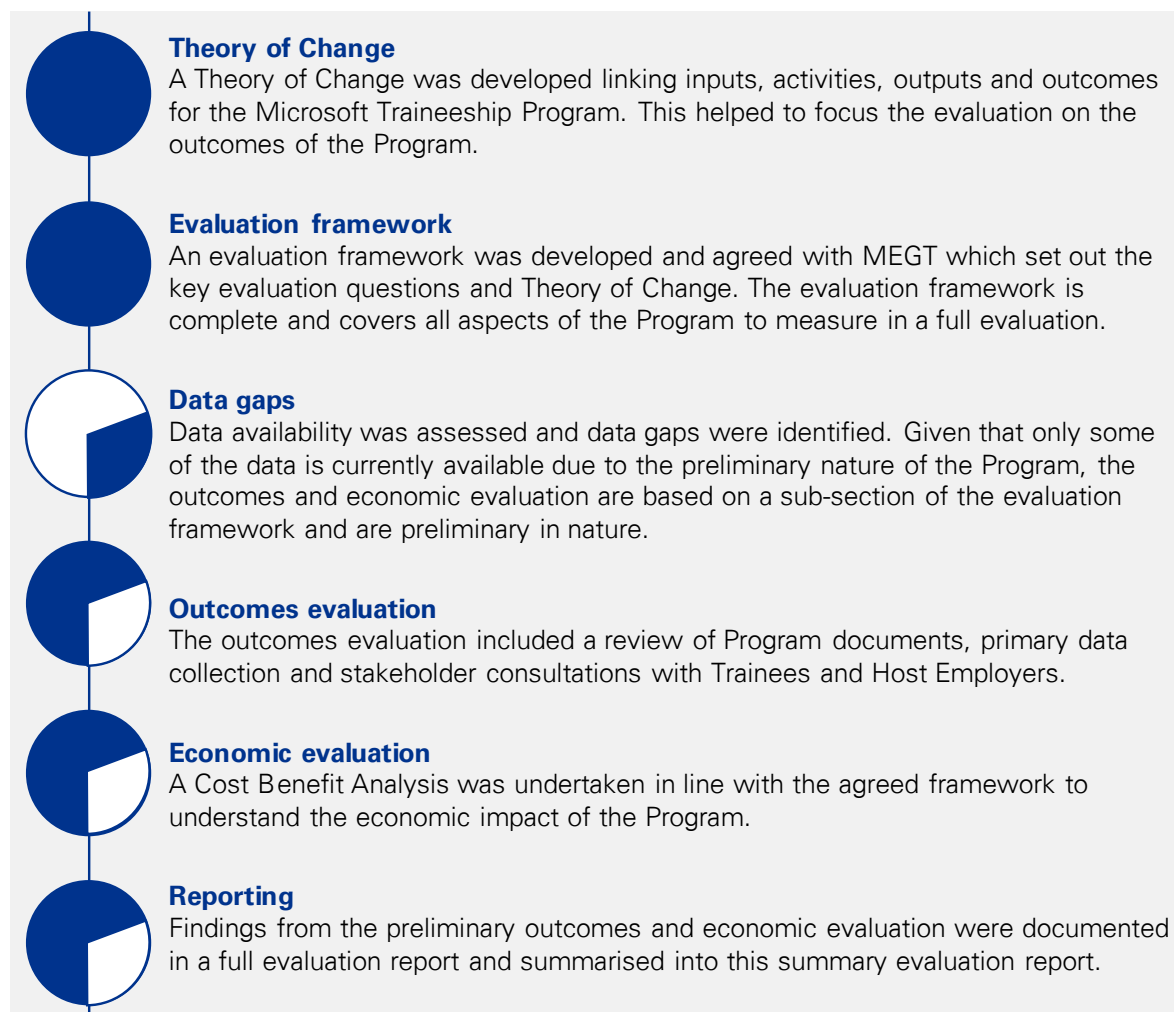 Theory of Change
A Theory of Change was developed linking inputs, activities, outputs and outcomes
for the Microsoft Traineeship Program. This helped to focus the evaluation on the
outcomes of the Program.
Evaluation framework
An evaluation framework was developed and agreed with MEGT which set out the
key evaluation questions and Theory of Change. The evaluation framework is
complete and covers all aspects of the Program to measure in a full evaluation.
Data gaps
Data availability was assessed and data gaps were identified. Given that only some
of the data is currently available due to the preliminary nature of the Program, the
outcomes and economic evaluation are based on a sub-section of the evaluation
framework and are preliminary in nature.
Outcomes evaluation
The outcomes evaluation included a review of Program documents, primary data
collection and stakeholder consultations with Trainees and Host Employers.
Economic evaluation
A Cost Benefit Analysis was undertaken in line with the agreed framework to
understand the economic impact of the Program.
Reporting
Findings from the preliminary outcomes and economic evaluation were documented
in a full evaluation report and summarised into this summary evaluation report.